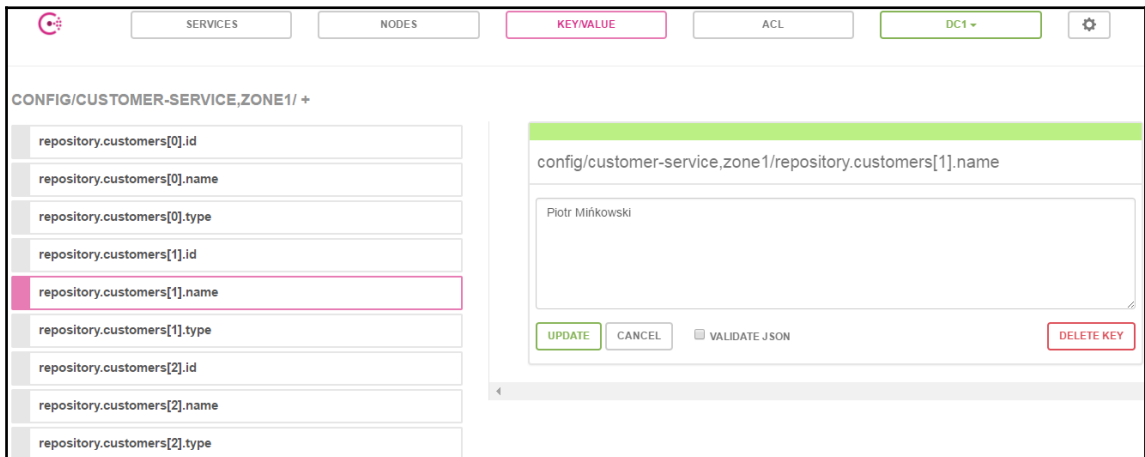 SERVICES NODES KEY/VALUE ACL DC1
CONFIG/CUSTOMER-SERVICE,ZONE1/ +
repository.customers[0].id
repository.customers[0].name
repository.customers[0].type
repository.customers[1].id
repository.customers[1].name
repository.customers[1].type
repository.customers[2].id
repository.customers[2].name
repository.customers[2].type
config/customer-service,zone1/repository.customers[1].name
Piotr Mińkowski
UPDATE CANCEL VALIDATE JSON DELETE KEY